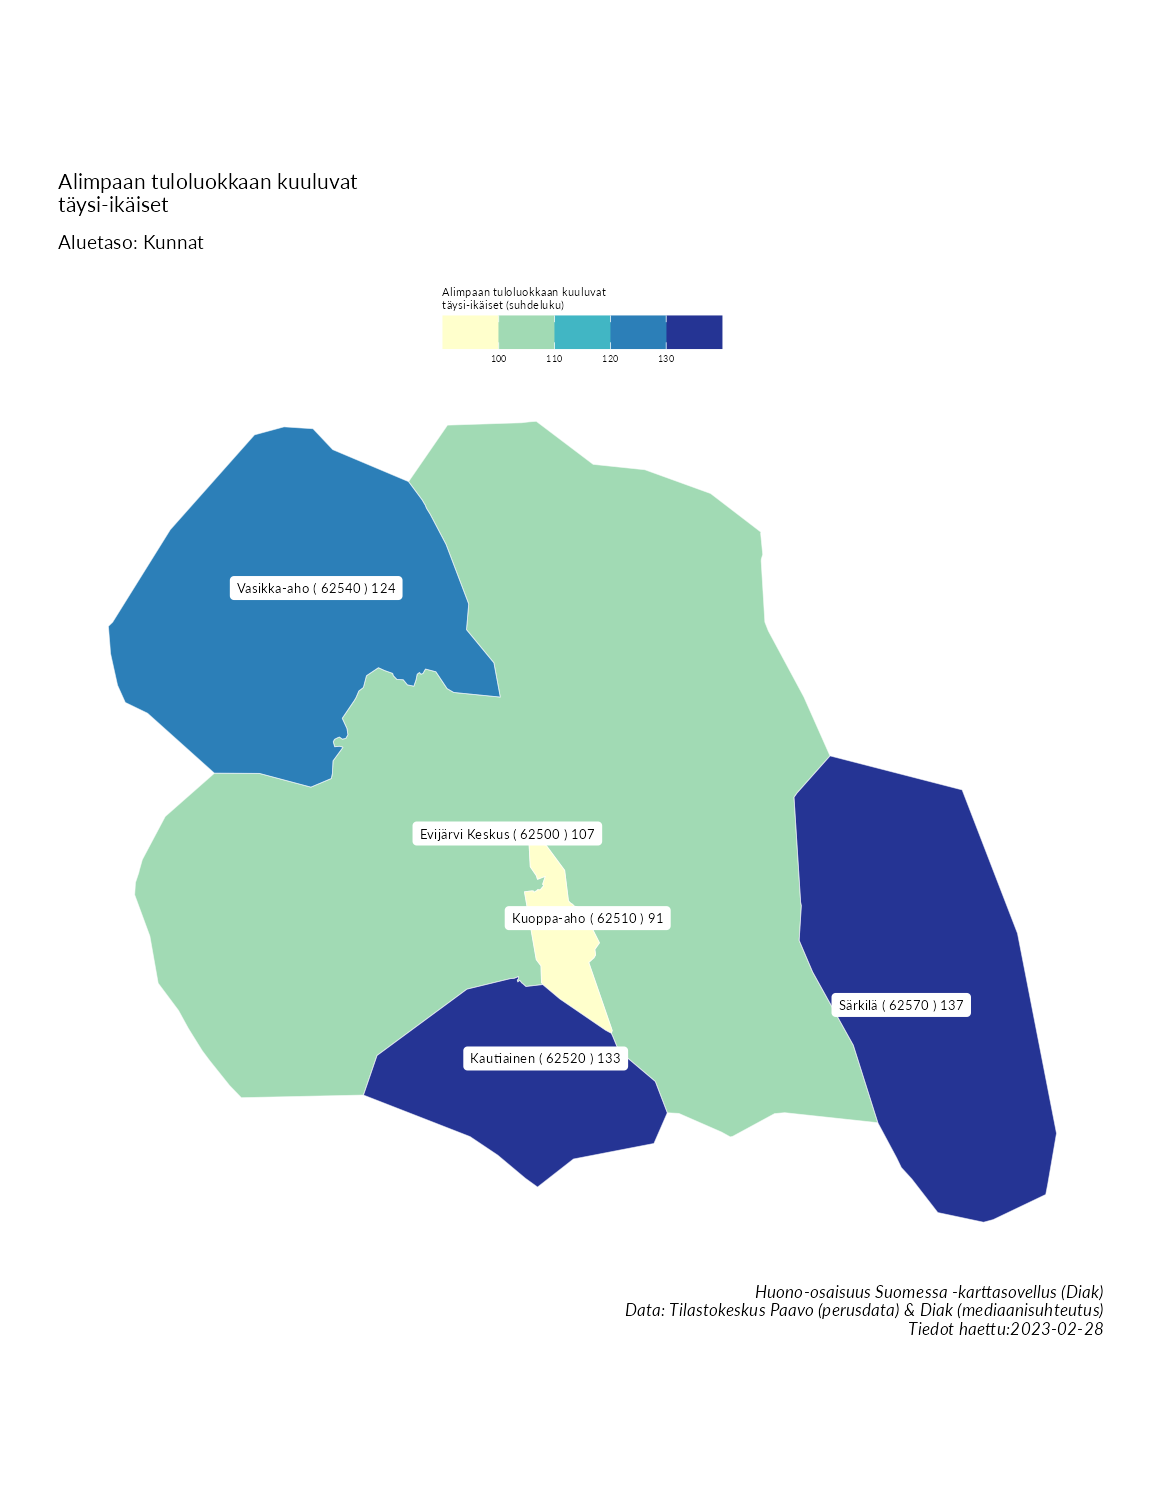 Alimpaan tuloluokkaan kuuluvat
täysi-ikäiset
Aluetaso: Kunnat
Alimpaan tuloluokkaan kuuluvat
täysi-ikäiset (suhdeluku)
100 110 120 130
Vasikka-aho ( 62540 ) 124
Evijärvi Keskus ( 62500 ) 107
Kuoppa-aho ( 62510 ) 91
Särkilä ( 62570 ) 137
Kautiainen ( 62520 ) 133
Huono-osaisuus Suomessa -karttasovellus (Diak)
Data: Tilastokeskus Paavo (perusdata) & Diak (mediaanisuhteutus)
Tiedot haettu:2023-02-28